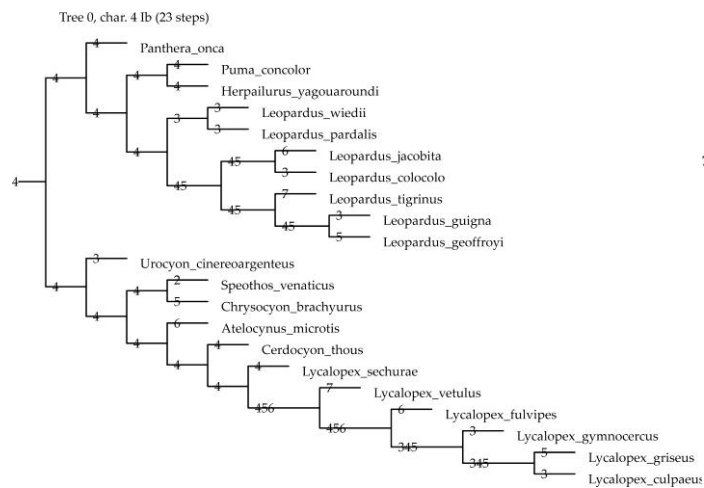 Tree 0, char. 4 Ib (23 steps)
4
Panthera_onca
4
4
Puma_concolor
4
4
Herpailurus_yagouaroundi
4
4
3
Leopardus_wiedii
3
3
Leopardus_pardalis
4
6
Leopardus_jacobita
45
3
Leopardus_colocolo
4
45
7
Leopardus_tigrinus
45
3
Leopardus_guigna
45
5
Leopardus_geoffroyi
3
Urocyon_cinereoargenteus
4
2
Speothos_venaticus
4
5
Chrysocyon_brachyurus
4
6
Atelocynus_microtis
4
4
Cerdocyon_thous
4
4
Lycalopex_sechurae
4
7
Lycalopex_vetulus
456
6
Lycalopex_fulvipes
456
3
Lycalopex_gymnocercus
345
5
Lycalopex_griseus
345
3
Lycalopex_culpaeus